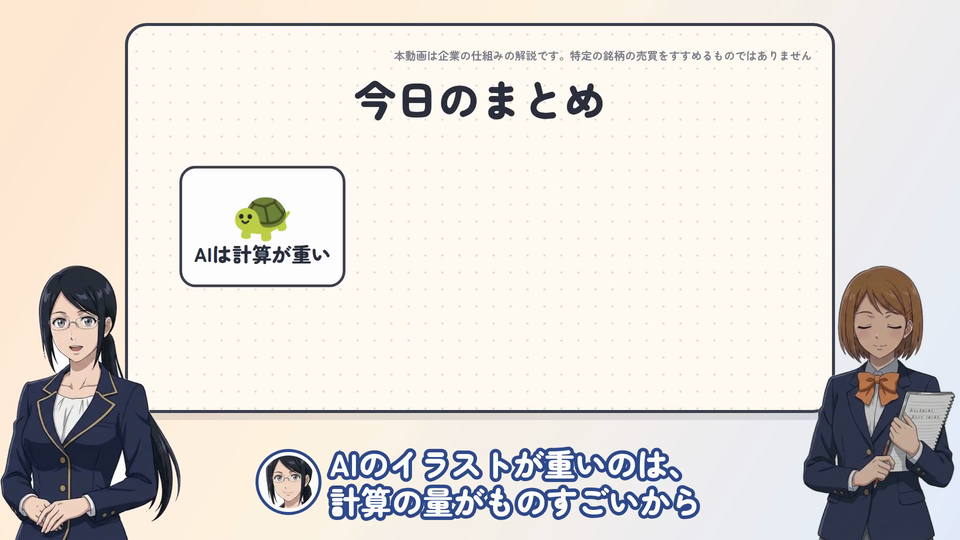 本動画は企業の仕組みの解説です。特定の銘柄の売買をすすめるものではありません
今日のまとめ
AIは計算が重い
AIのイラストが重いのは、
計算の量がものすごいから